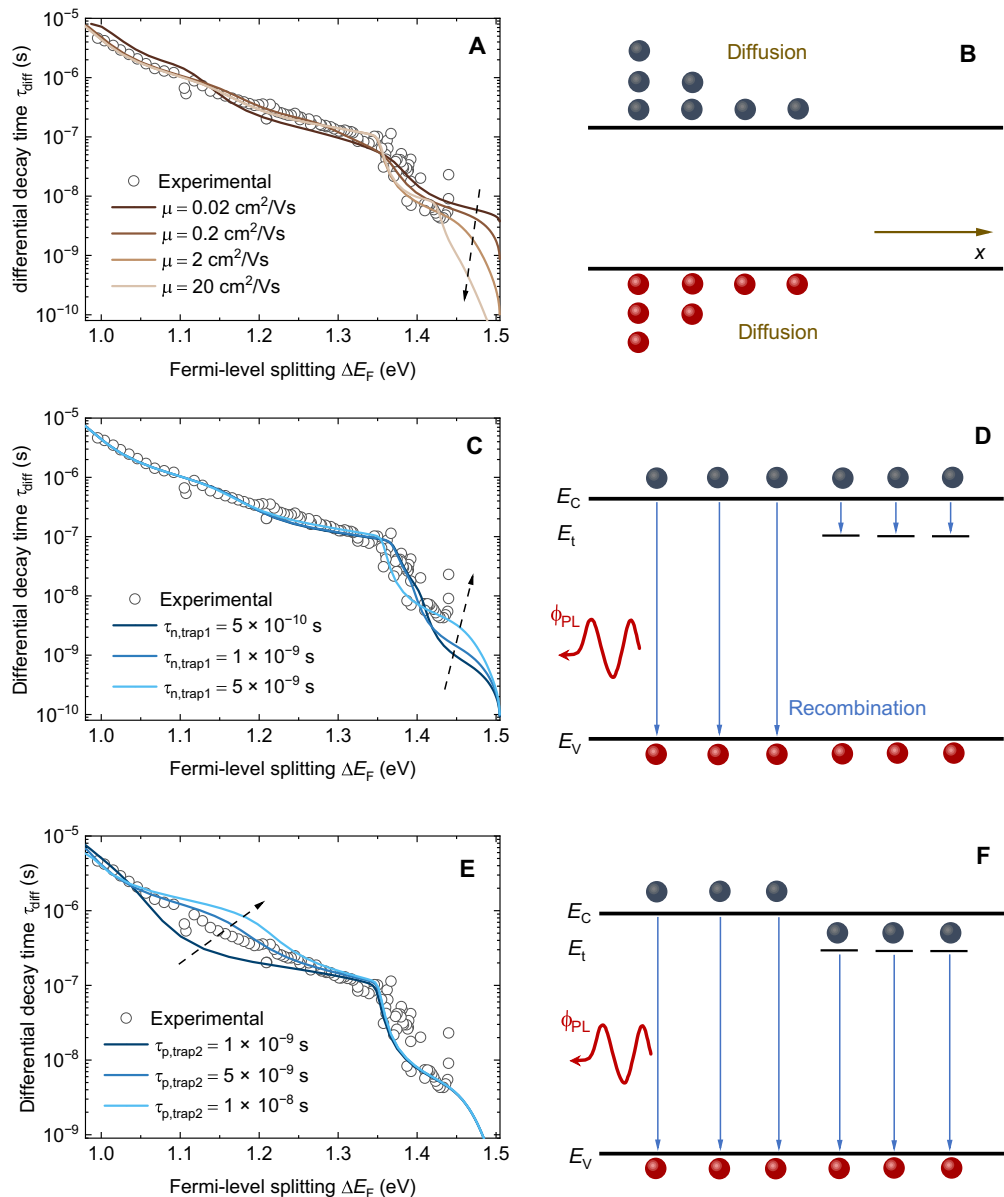 A
differential decay time τdiff (s)
10⁻⁵
10⁻⁶
10⁻⁷
10⁻⁸
10⁻⁹
10⁻¹⁰
Experimental
μ = 0.02 cm²/Vs
μ = 0.2 cm²/Vs
μ = 2 cm²/Vs
μ = 20 cm²/Vs
1.0 1.1 1.2 1.3 1.4 1.5
Fermi-level splitting ΔEF (eV)
B
Diffusion
x
Diffusion
C
Differential decay time τdiff (s)
10⁻⁵
10⁻⁶
10⁻⁷
10⁻⁸
10⁻⁹
10⁻¹⁰
Experimental
τn,trap1 = 5 × 10⁻¹⁰ s
τn,trap1 = 1 × 10⁻⁹ s
τn,trap1 = 5 × 10⁻⁹ s
1.0 1.1 1.2 1.3 1.4 1.5
Fermi-level splitting ΔEF (eV)
D
EC
Et
ϕPL
Recombination
EV
E
Differential decay time τdiff (s)
10⁻⁵
10⁻⁶
10⁻⁷
10⁻⁸
10⁻⁹
Experimental
τp,trap2 = 1 × 10⁻⁹ s
τp,trap2 = 5 × 10⁻⁹ s
τp,trap2 = 1 × 10⁻⁸ s
1.0 1.1 1.2 1.3 1.4 1.5
Fermi-level splitting ΔEF (eV)
F
EC
Et
ϕPL
EV